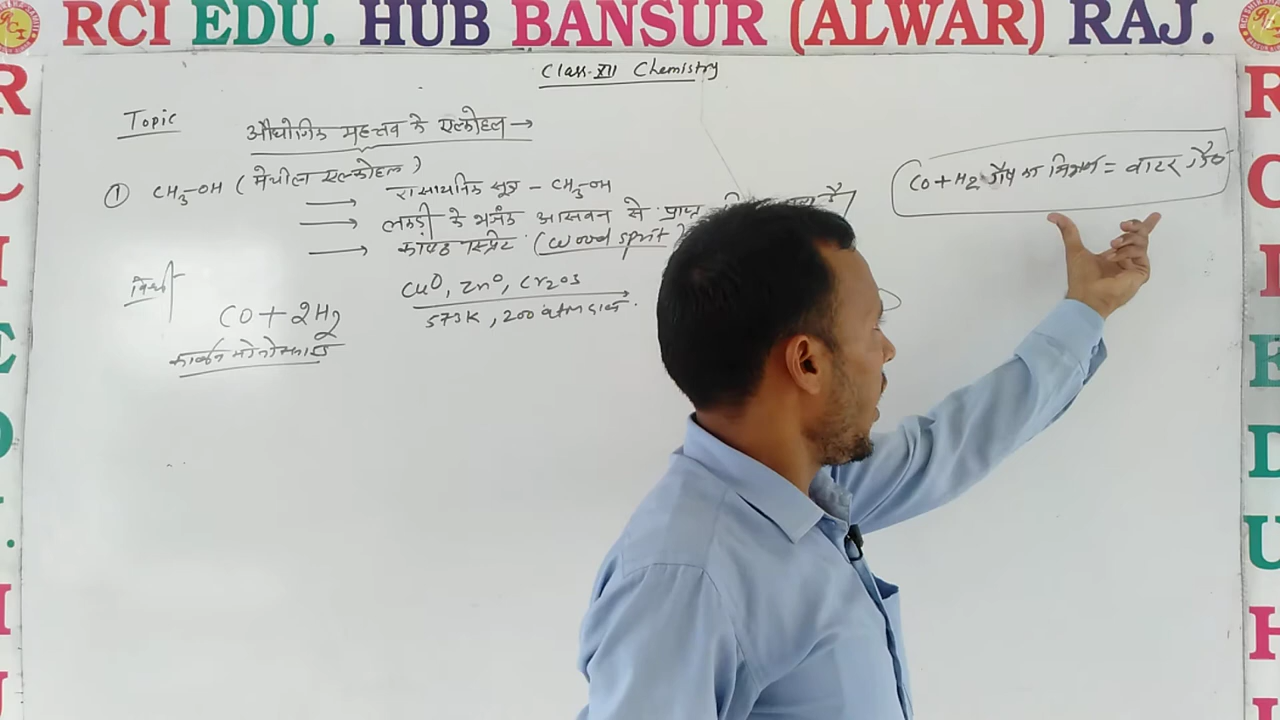 RCI EDU. HUB BANSUR (ALWAR) RAJ.
Class-XII Chemistry
Topic
औद्योगिक महत्त्व के एल्कोहल →
① CH3-OH (मेथील एल्कोहल)
→ रासायनिक सूत्र - CH3-OH
→ लकड़ी के भंजक आसवन से प्राप्त है
→ काष्ठ स्प्रिट (wood sprit
CO+H2 गैस का मिश्रण = वाटर गैस
विधी
CO + 2H2
CuO, ZnO, Cr2O3
573K, 200 atm दाब.
कार्बन मोनोक्साइड
R
C
I
E
D
U
.
H
U
R
C
I
E
D
U
H